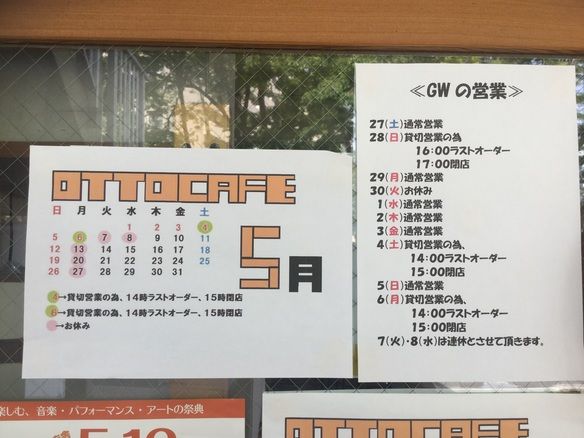 OTTOCAFE
日 月 火 水 木 金 土
1 2 3 4
5 6 7 8 9 10 11
12 13 14 15 16 17 18
19 20 21 22 23 24 25
26 27 28 29 30 31
5月
4→貸切営業の為、14時ラストオーダー、15時閉店
6→貸切営業の為、14時ラストオーダー、15時閉店
→お休み
≪GWの営業≫
27(土)通常営業
28(日)貸切営業の為
16:00ラストオーダー
17:00閉店
29(月)通常営業
30(火)お休み
1(水)通常営業
2(木)通常営業
3(金)通常営業
4(土)貸切営業の為、
14:00ラストオーダー
15:00閉店
5(日)通常営業
6(月)貸切営業の為、
14:00ラストオーダー
15:00閉店
7(火)・8(水)は連休とさせて頂きます。
楽しむ、音楽・パフォーマンス・アートの祭典
OTTOCAFE